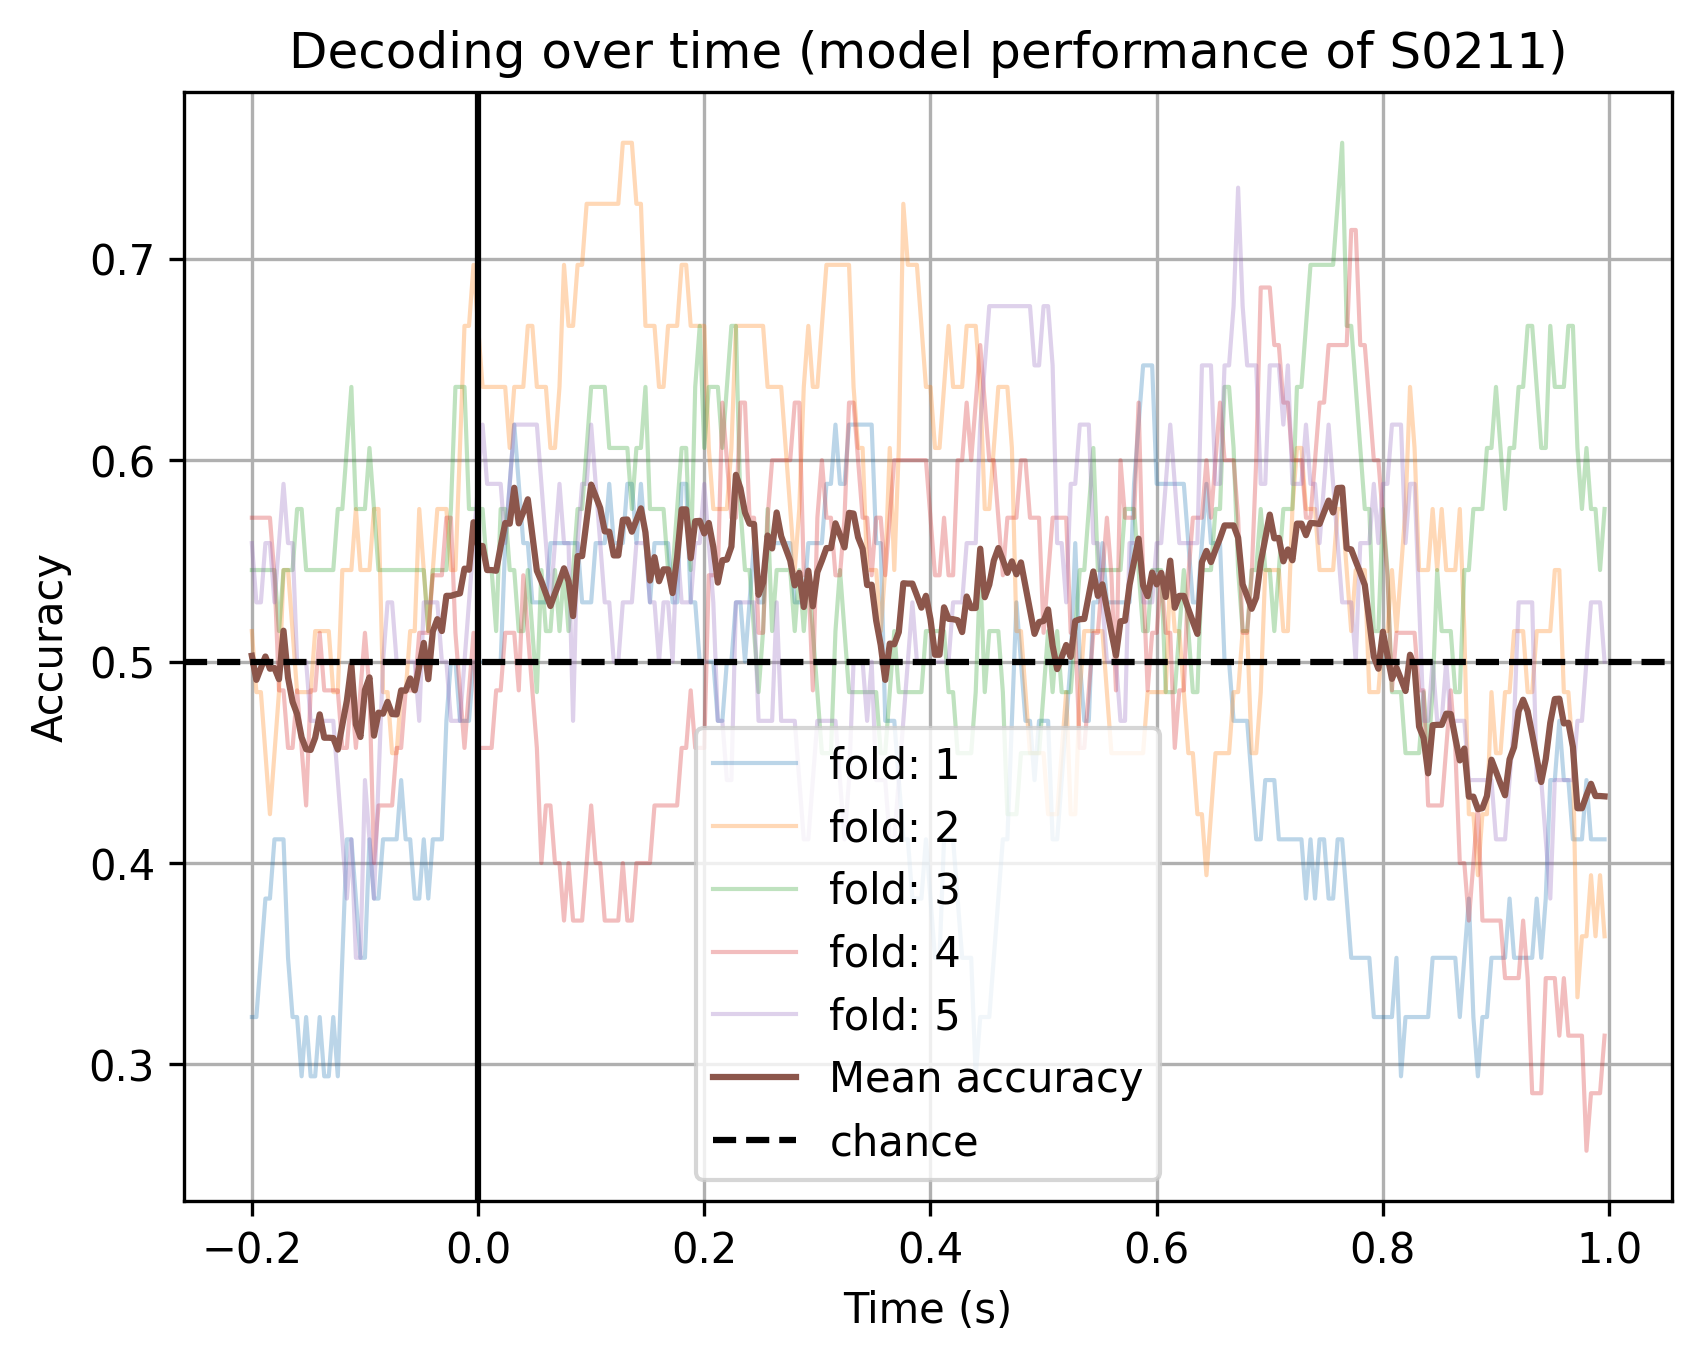 Decoding over time (model performance of S0211)
Accuracy
0.7
0.6
0.5
0.4
0.3
fold: 1
fold: 2
fold: 3
fold: 4
fold: 5
Mean accuracy
chance
−0.2 0.0 0.2 0.4 0.6 0.8 1.0
Time (s)